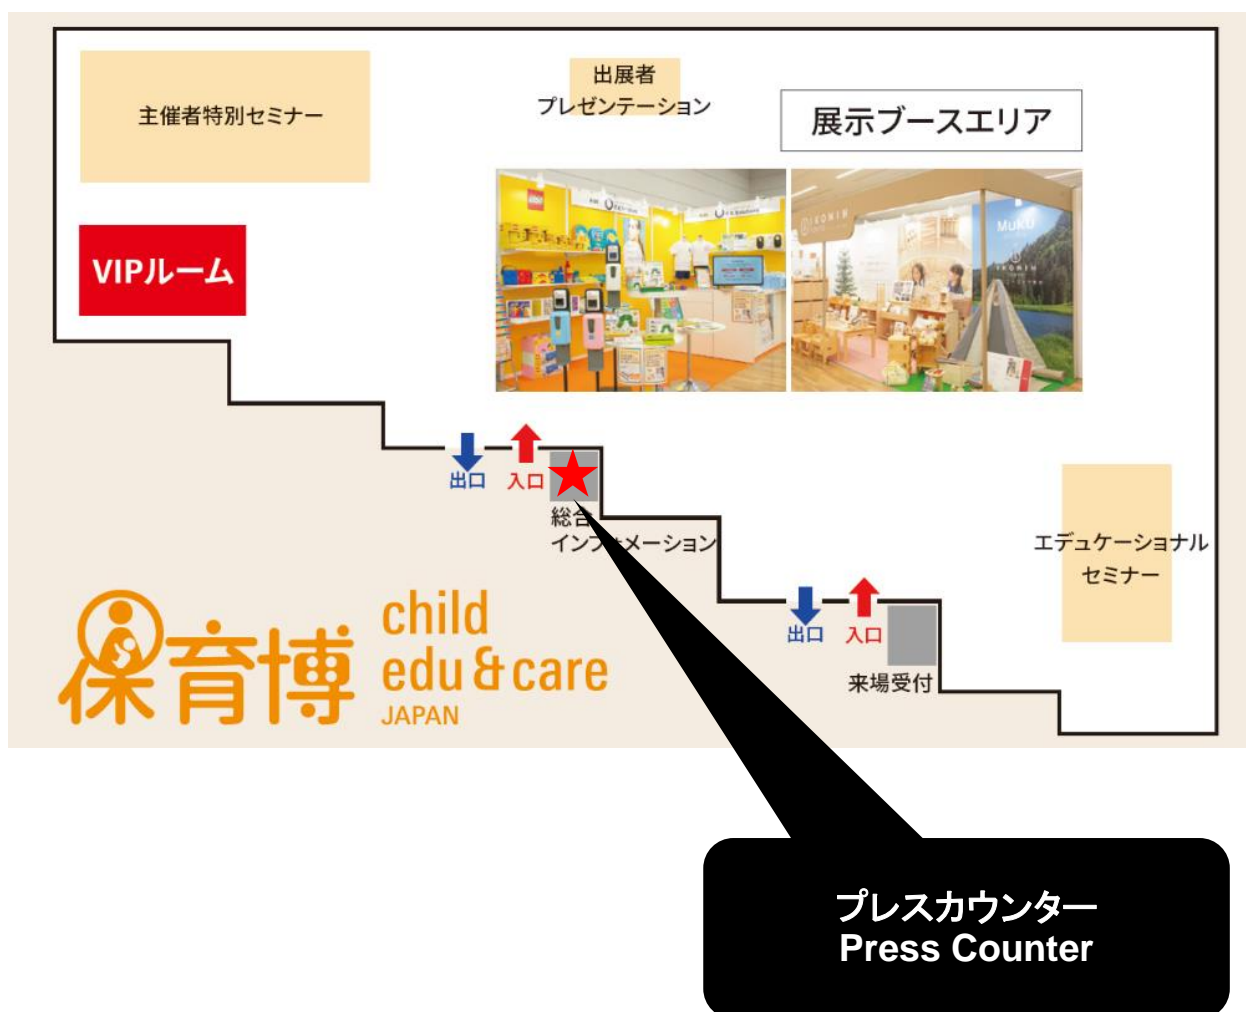 主催者特別セミナー
出展者
プレゼンテーション
展示ブースエリア
VIPルーム
IKONIH
Muku
IKONIH
出口
入口
総合
インフォメーション
エデュケーショナル
セミナー
出口
入口
来場受付
保育博
child
edu & care
JAPAN
プレスカウンター
Press Counter